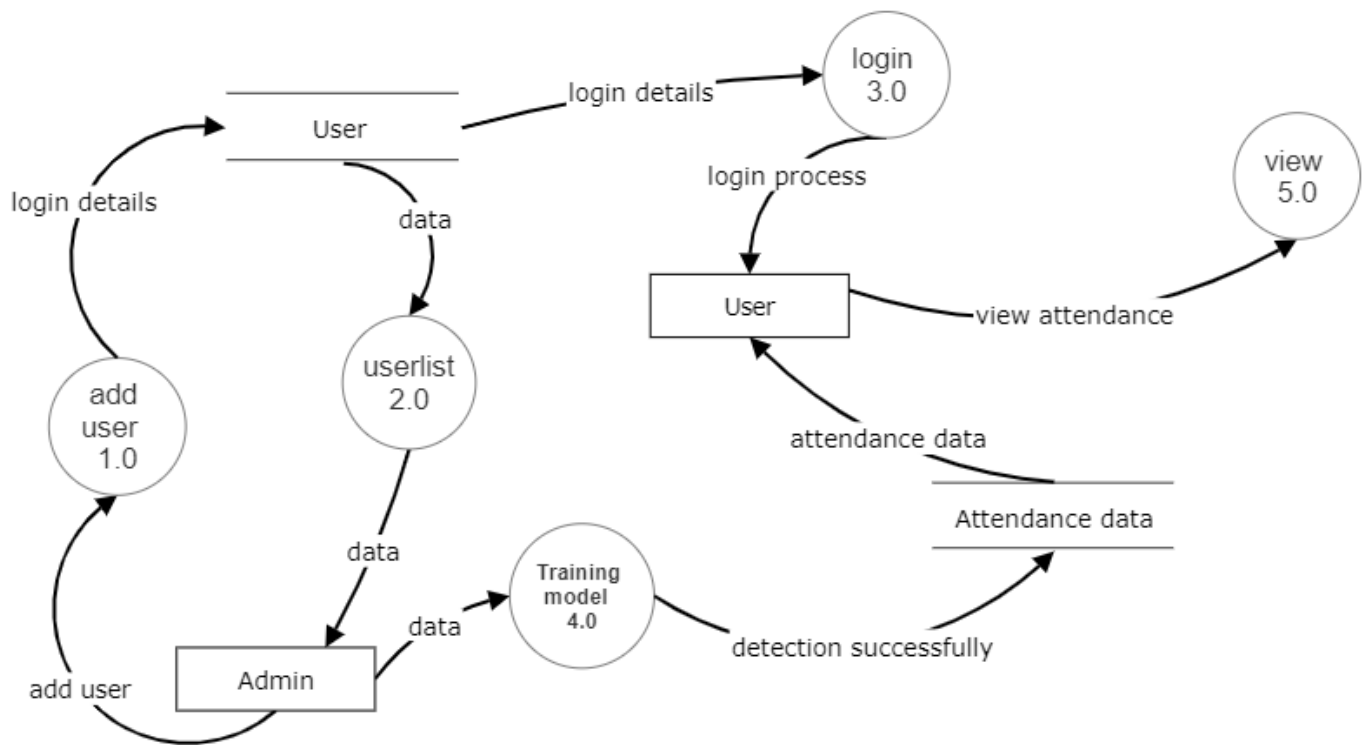 login
3.0
login details
User
view
5.0
login process
login details
data
User
view attendance
userlist
2.0
add
user
1.0
attendance data
Attendance data
data
Training
model
4.0
data
detection successfully
Admin
add user